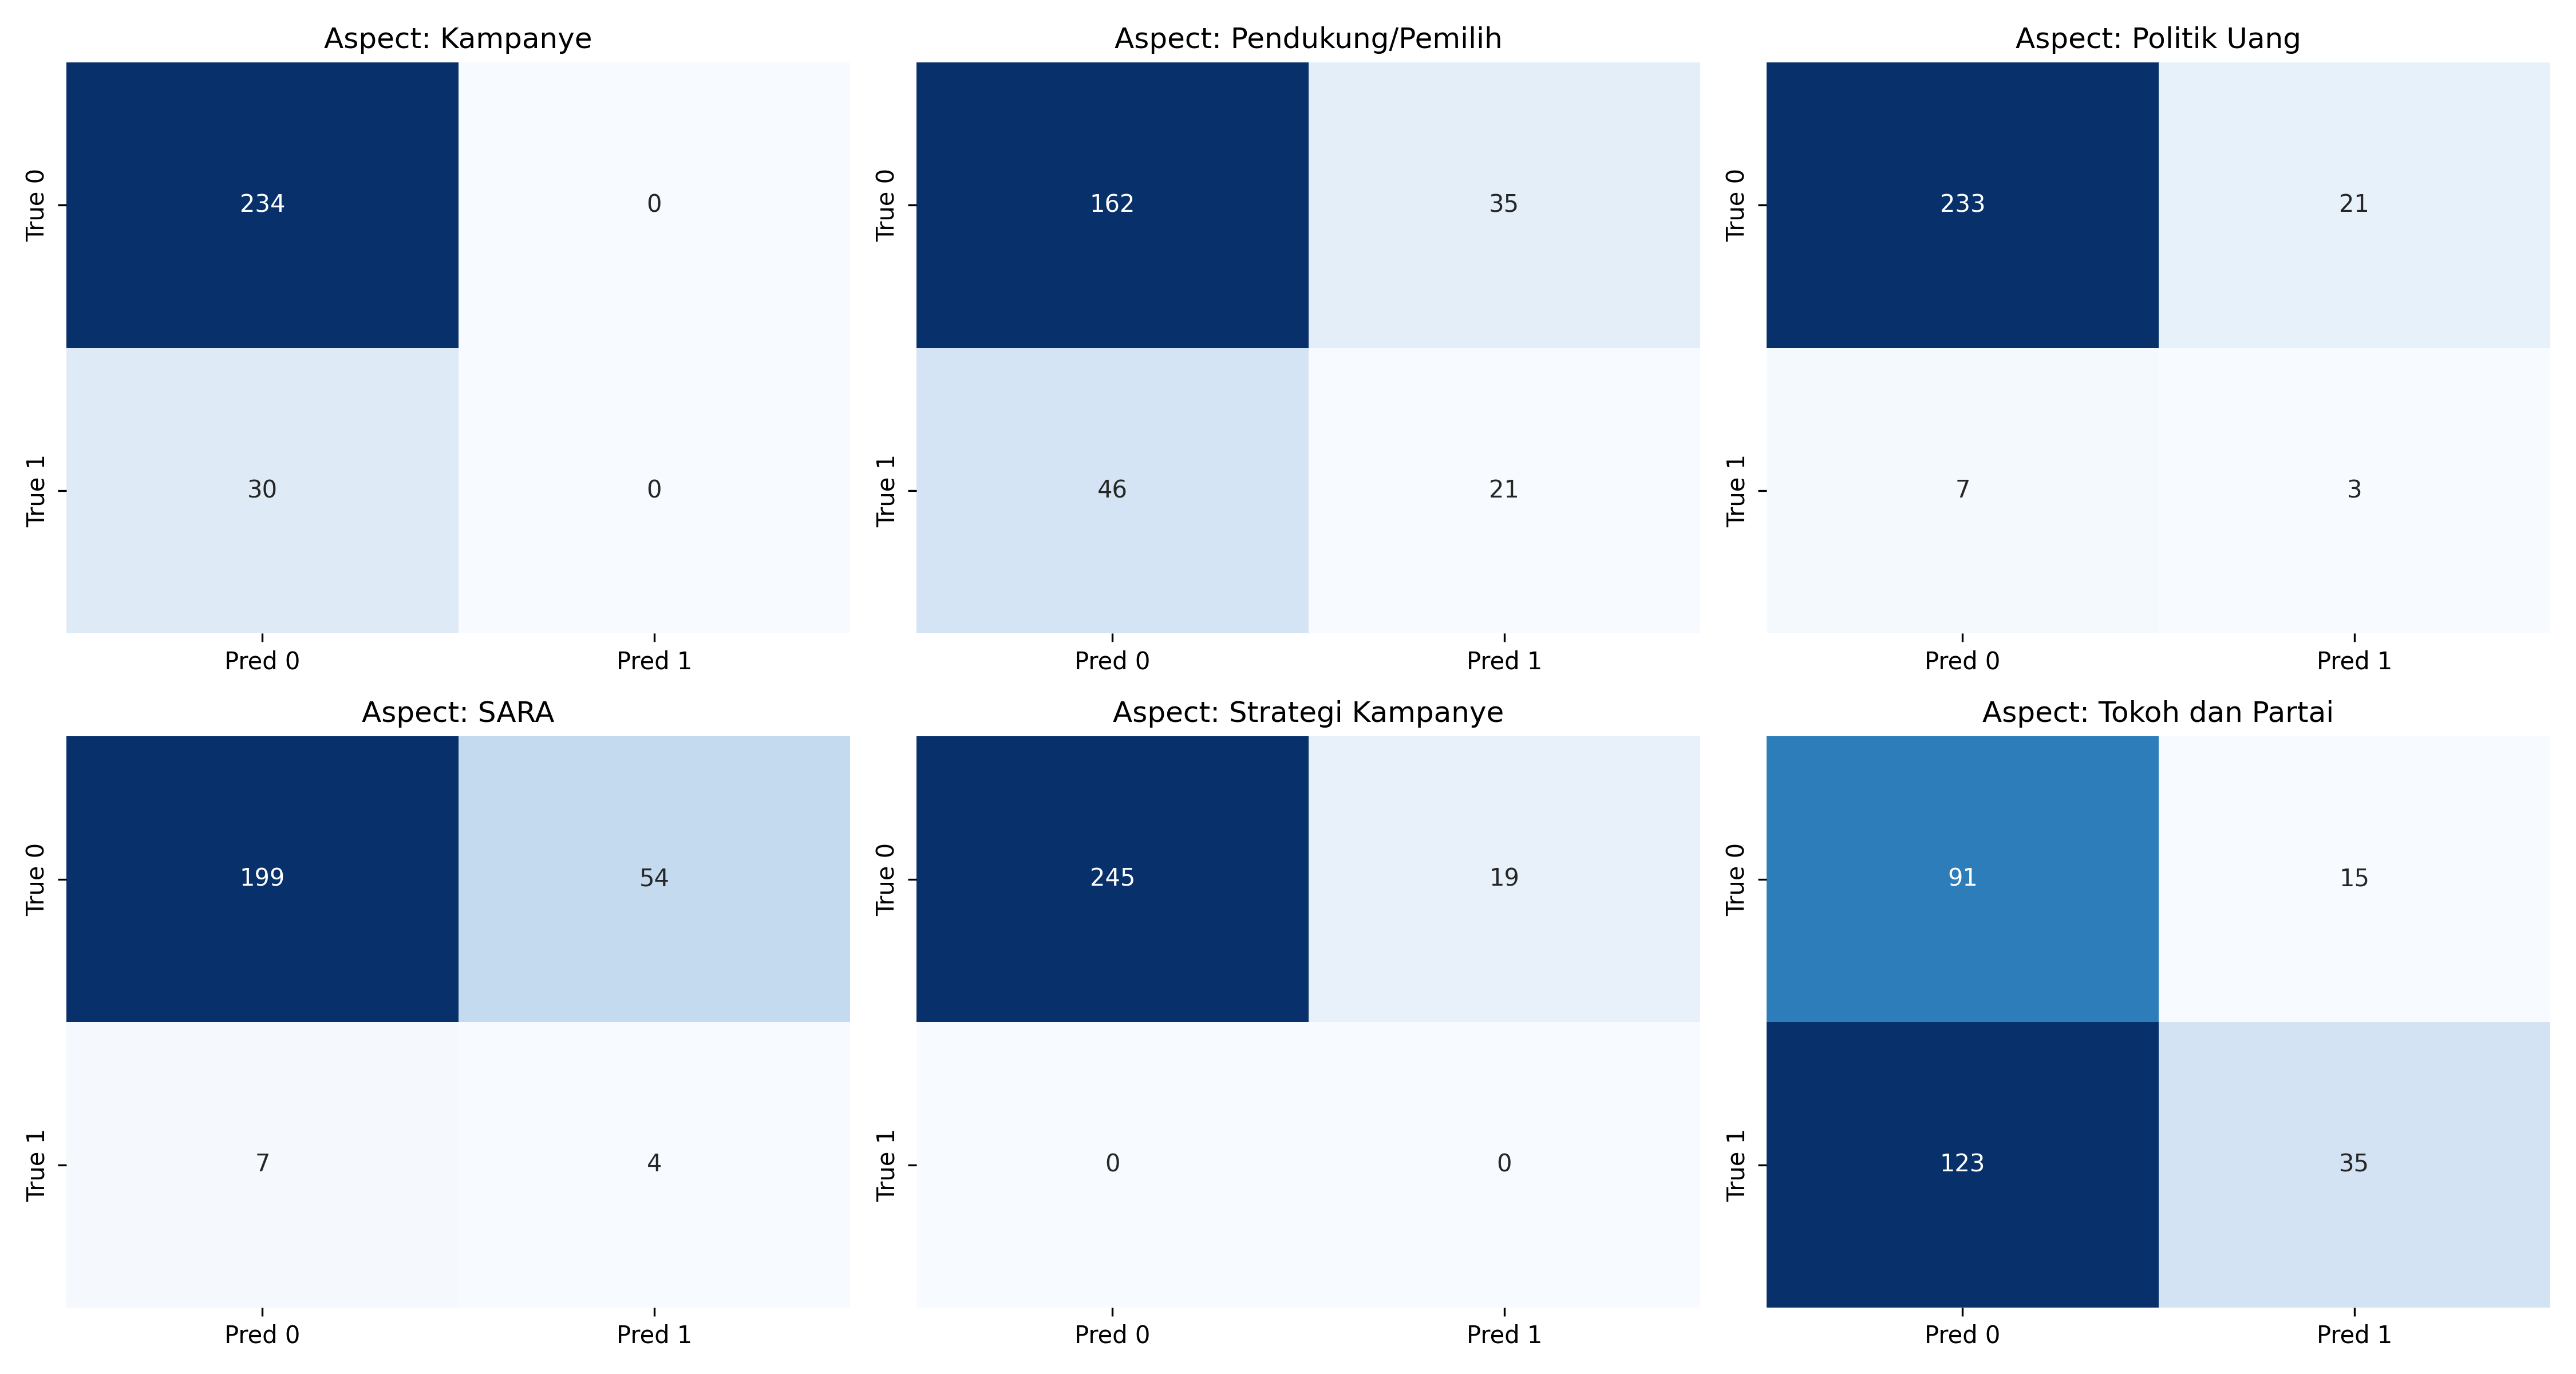 Aspect: Kampanye
True 0
234
0
True 1
30
0
Pred 0
Pred 1
Aspect: Pendukung/Pemilih
True 0
162
35
True 1
46
21
Pred 0
Pred 1
Aspect: Politik Uang
True 0
233
21
True 1
7
3
Pred 0
Pred 1
Aspect: SARA
True 0
199
54
True 1
7
4
Pred 0
Pred 1
Aspect: Strategi Kampanye
True 0
245
19
True 1
0
0
Pred 0
Pred 1
Aspect: Tokoh dan Partai
True 0
91
15
True 1
123
35
Pred 0
Pred 1